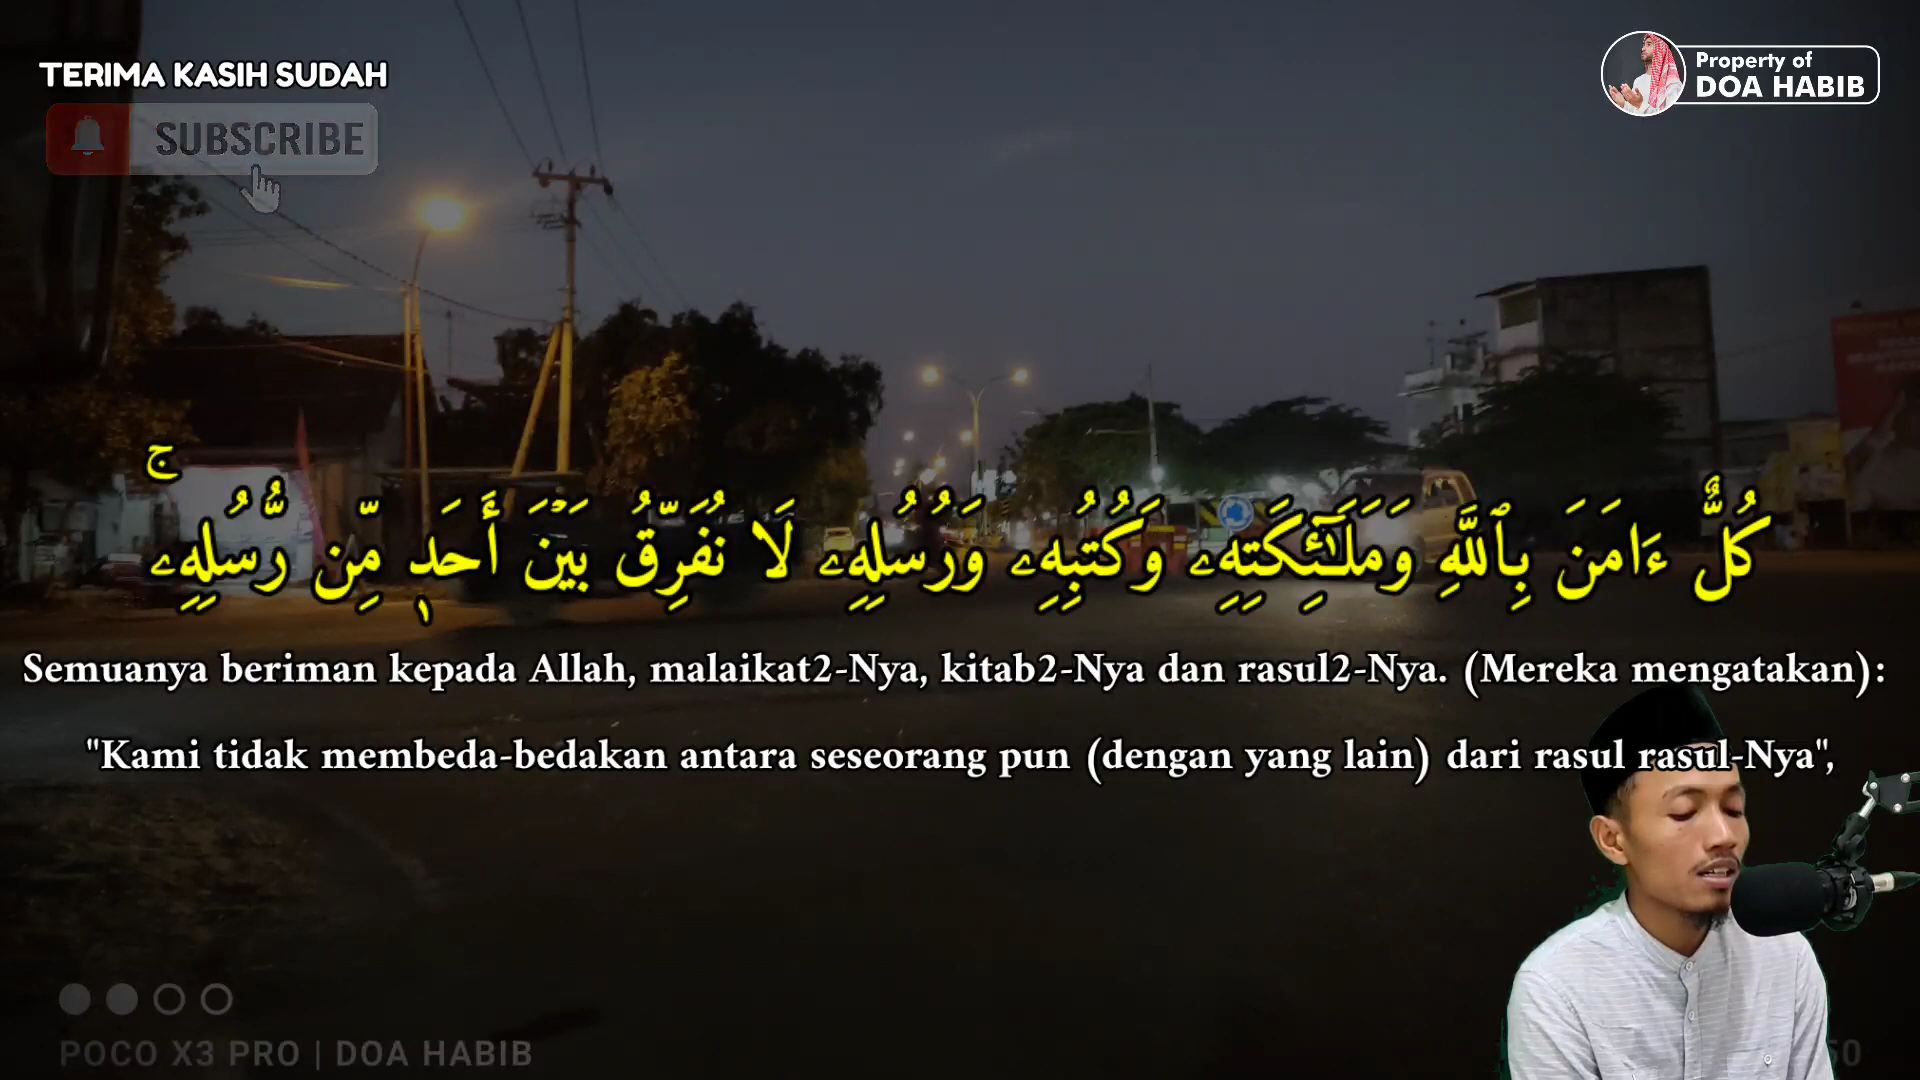 TERIMA KASIH SUDAH
SUBSCRIBE
Property of
DOA HABIB
كُلٌّ ءَامَنَ بِٱللَّهِ وَمَلَـٰٓئِكَتِهِۦ وَكُتُبِهِۦ وَرُسُلِهِۦ لَا نُفَرِّقُ بَيْنَ أَحَدٍ مِّن رُّسُلِهِۦ ۚ
Semuanya beriman kepada Allah, malaikat2-Nya, kitab2-Nya dan rasul2-Nya. (Mereka mengatakan):
"Kami tidak membeda-bedakan antara seseorang pun (dengan yang lain) dari rasul rasul-Nya",
POCO X3 PRO | DOA HABIB